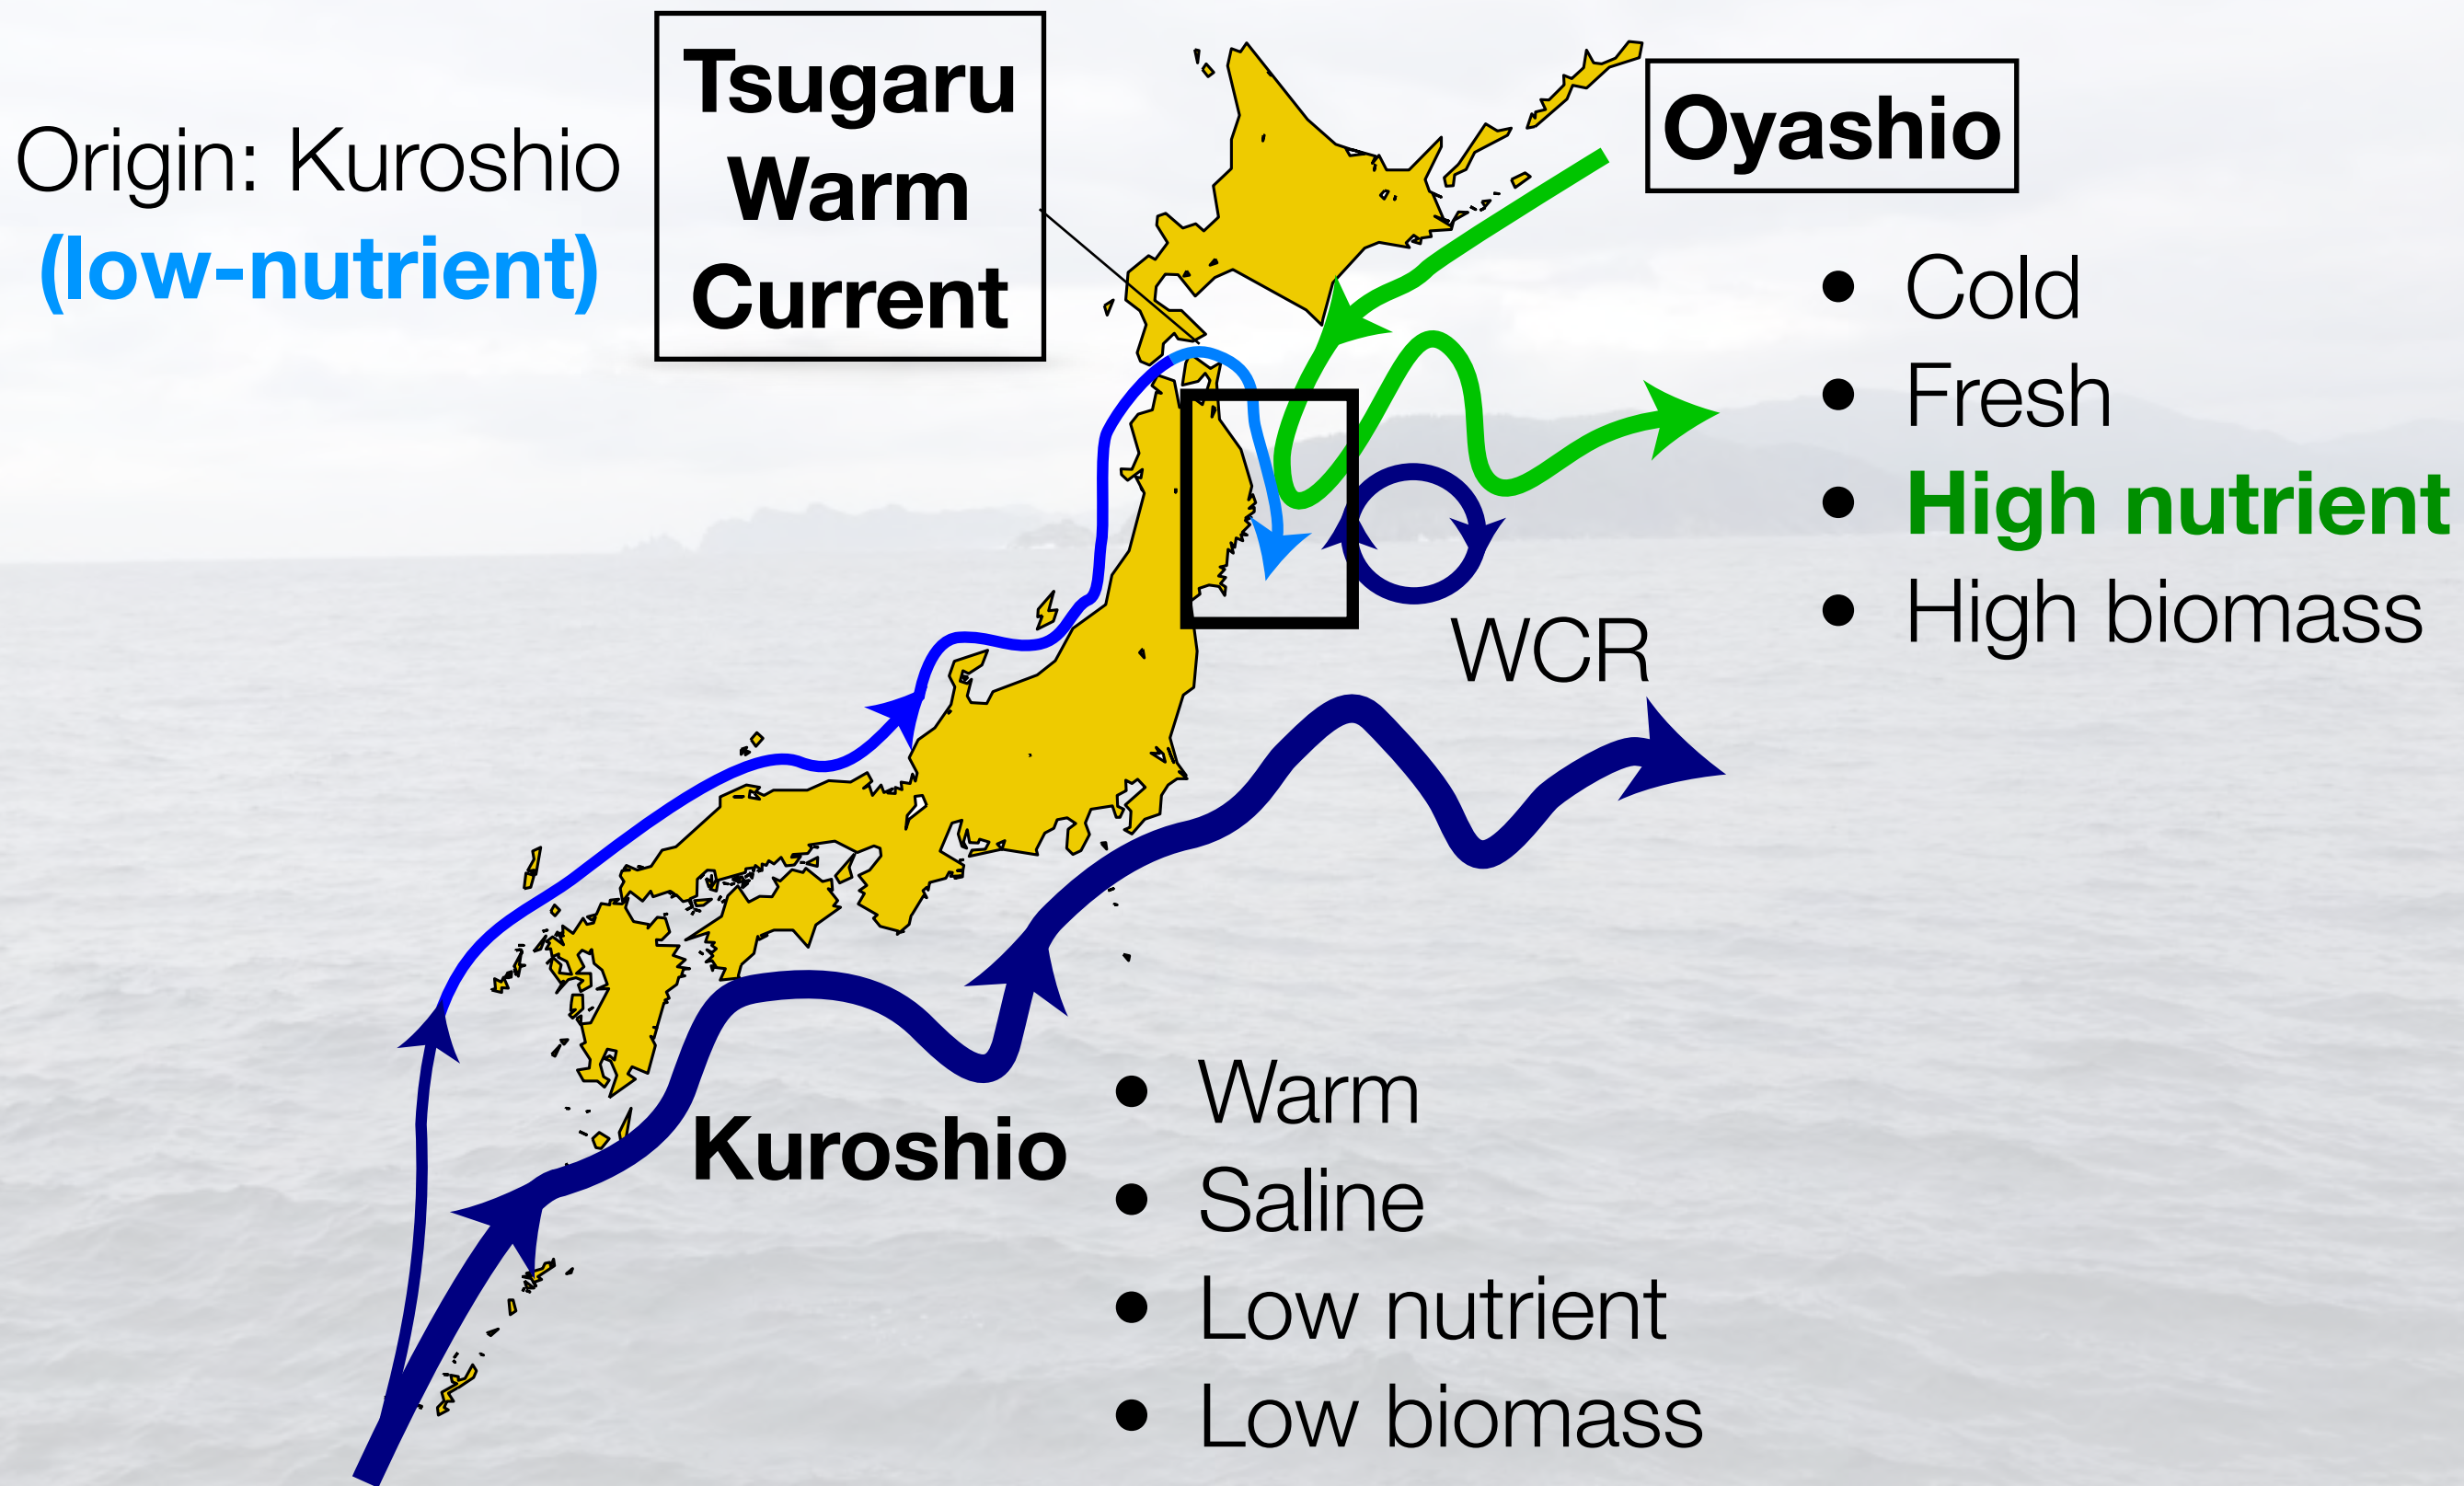 Tsugaru
Warm
Current
Origin: Kuroshio
(low-nutrient)
Oyashio
• Cold
• Fresh
• High nutrient
• High biomass
WCR
Kuroshio
• Warm
• Saline
• Low nutrient
• Low biomass